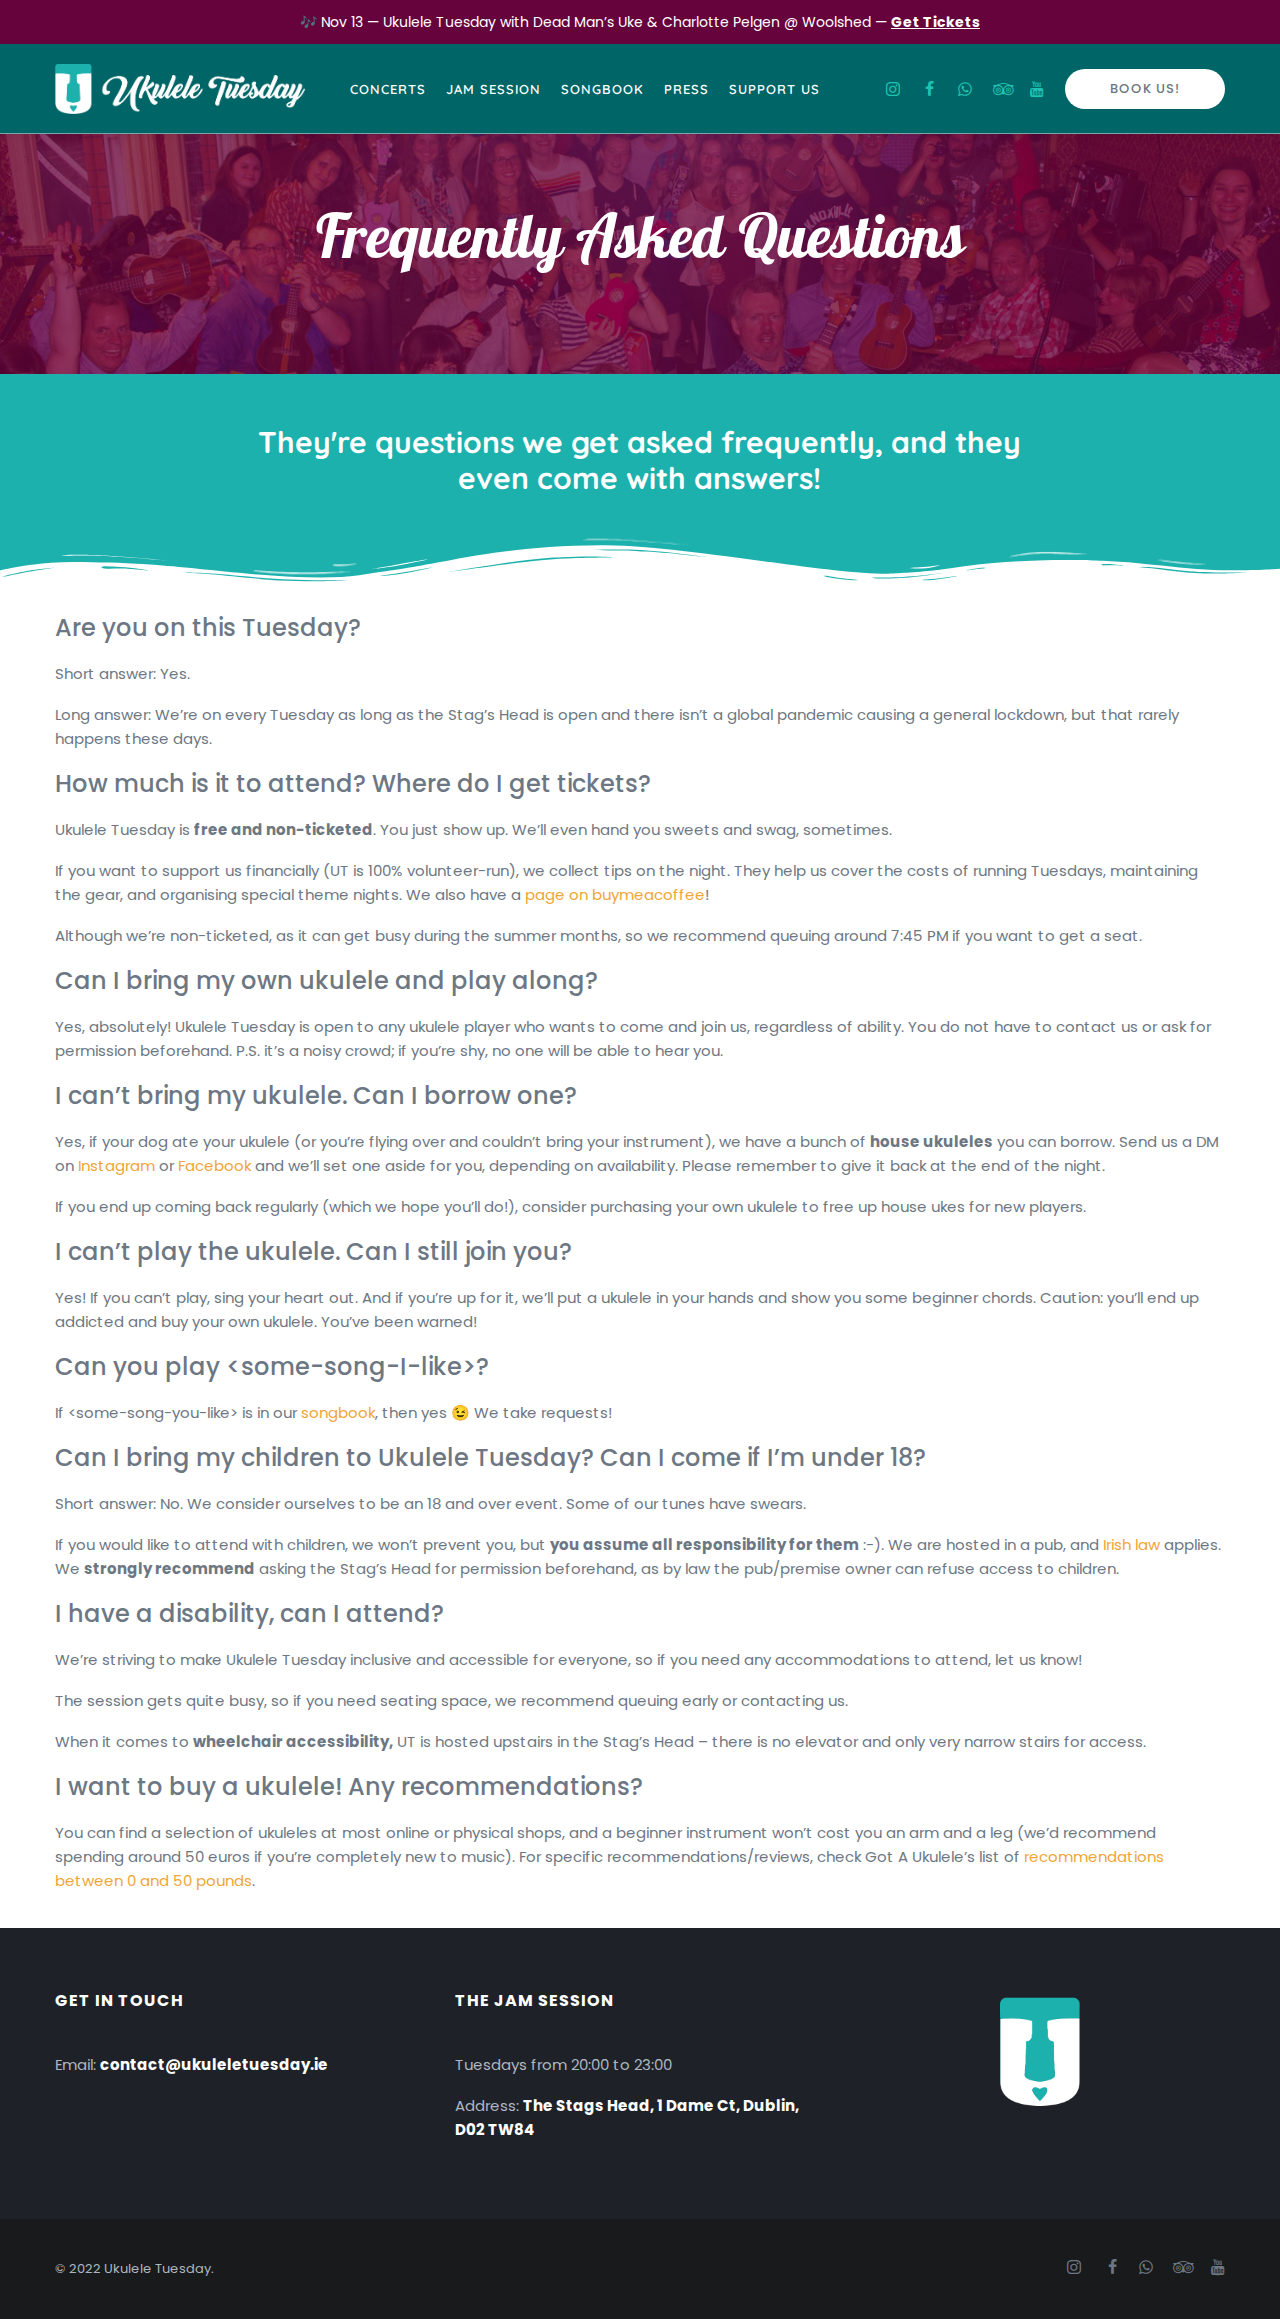 🎶 Nov 13 — Ukulele Tuesday with Dead Man’s Uke & Charlotte Pelgen @ Woolshed — Get Tickets
Ukulele Tuesday
CONCERTS JAM SESSION SONGBOOK PRESS SUPPORT US
BOOK US!
Frequently Asked Questions
They're questions we get asked frequently, and they
even come with answers!
Are you on this Tuesday?
Short answer: Yes.
Long answer: We’re on every Tuesday as long as the Stag’s Head is open and there isn’t a global pandemic causing a general lockdown, but that rarely
happens these days.
How much is it to attend? Where do I get tickets?
Ukulele Tuesday is free and non-ticketed. You just show up. We’ll even hand you sweets and swag, sometimes.
If you want to support us financially (UT is 100% volunteer-run), we collect tips on the night. They help us cover the costs of running Tuesdays, maintaining
the gear, and organising special theme nights. We also have a page on buymeacoffee!
Although we’re non-ticketed, as it can get busy during the summer months, so we recommend queuing around 7:45 PM if you want to get a seat.
Can I bring my own ukulele and play along?
Yes, absolutely! Ukulele Tuesday is open to any ukulele player who wants to come and join us, regardless of ability. You do not have to contact us or ask for
permission beforehand. P.S. it’s a noisy crowd; if you’re shy, no one will be able to hear you.
I can’t bring my ukulele. Can I borrow one?
Yes, if your dog ate your ukulele (or you’re flying over and couldn’t bring your instrument), we have a bunch of house ukuleles you can borrow. Send us a DM
on Instagram or Facebook and we’ll set one aside for you, depending on availability. Please remember to give it back at the end of the night.
If you end up coming back regularly (which we hope you’ll do!), consider purchasing your own ukulele to free up house ukes for new players.
I can’t play the ukulele. Can I still join you?
Yes! If you can’t play, sing your heart out. And if you’re up for it, we’ll put a ukulele in your hands and show you some beginner chords. Caution: you’ll end up
addicted and buy your own ukulele. You’ve been warned!
Can you play <some-song-I-like>?
If <some-song-you-like> is in our songbook, then yes 😉 We take requests!
Can I bring my children to Ukulele Tuesday? Can I come if I’m under 18?
Short answer: No. We consider ourselves to be an 18 and over event. Some of our tunes have swears.
If you would like to attend with children, we won’t prevent you, but you assume all responsibility for them :-). We are hosted in a pub, and Irish law applies.
We strongly recommend asking the Stag’s Head for permission beforehand, as by law the pub/premise owner can refuse access to children.
I have a disability, can I attend?
We’re striving to make Ukulele Tuesday inclusive and accessible for everyone, so if you need any accommodations to attend, let us know!
The session gets quite busy, so if you need seating space, we recommend queuing early or contacting us.
When it comes to wheelchair accessibility, UT is hosted upstairs in the Stag’s Head – there is no elevator and only very narrow stairs for access.
I want to buy a ukulele! Any recommendations?
You can find a selection of ukuleles at most online or physical shops, and a beginner instrument won’t cost you an arm and a leg (we’d recommend
spending around 50 euros if you’re completely new to music). For specific recommendations/reviews, check Got A Ukulele’s list of recommendations
between 0 and 50 pounds.
GET IN TOUCH
Email: contact@ukuleletuesday.ie
THE JAM SESSION
Tuesdays from 20:00 to 23:00
Address: The Stags Head, 1 Dame Ct, Dublin,
D02 TW84
© 2022 Ukulele Tuesday.